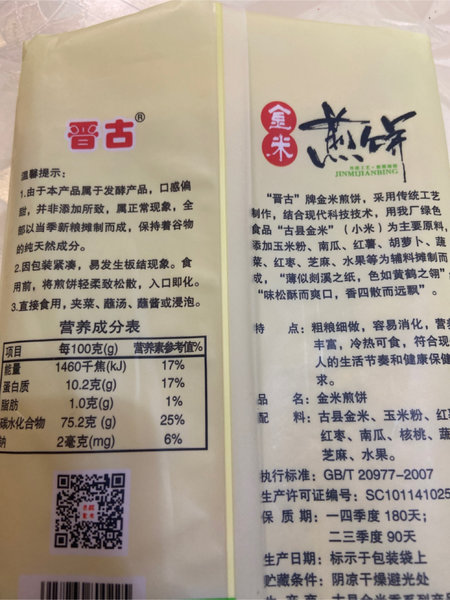 晋古®
温馨提示：
1.由于本产品属于发酵产品，口感偏
甜，并非添加所致，属正常现象，全
部以当季新粮摊制而成，保持着谷物
的纯天然成分。
2.因包装紧凑，易发生板结现象。食
用前，将煎饼轻柔致松散，入口即化。
3.直接食用，夹菜、蘸汤、蘸酱或浸泡。
营养成分表
项目 每100克(g) 营养素参考值%
能量 1460千焦(kJ) 17%
蛋白质 10.2克(g) 17%
脂肪 1.0克(g) 1%
碳水化合物 75.2克(g) 25%
钠 2毫克(mg) 6%
金米
煎饼
JINMIJIANBING
"晋古"牌金米煎饼，采用传统工艺
制作，结合现代科技技术，用我厂绿色
食品"古县金米"（小米）为主要原料，
添加玉米粉、南瓜、红薯、胡萝卜、蔬
菜、红枣、芝麻、水果等为辅料摊制而
成，"薄似剡溪之纸，色如黄鹤之翎"
"味松酥而爽口，香四散而远飘"。
特 点：粗粮细做，容易消化，营
丰富，冷热可食，符合现
人的生活节奏和健康保健
求。
品 名：金米煎饼
配 料：古县金米、玉米粉、红
红枣、南瓜、核桃、蔬
芝麻、水果。
执行标准：GB/T 20977-2007
生产许可证编号：SC101141025
保 质 期：一四季度 180天；
二三季度 90天
生产日期：标示于包装袋上
贮藏条件：阴凉干燥避光处
生 产 商：古县金米系列产品